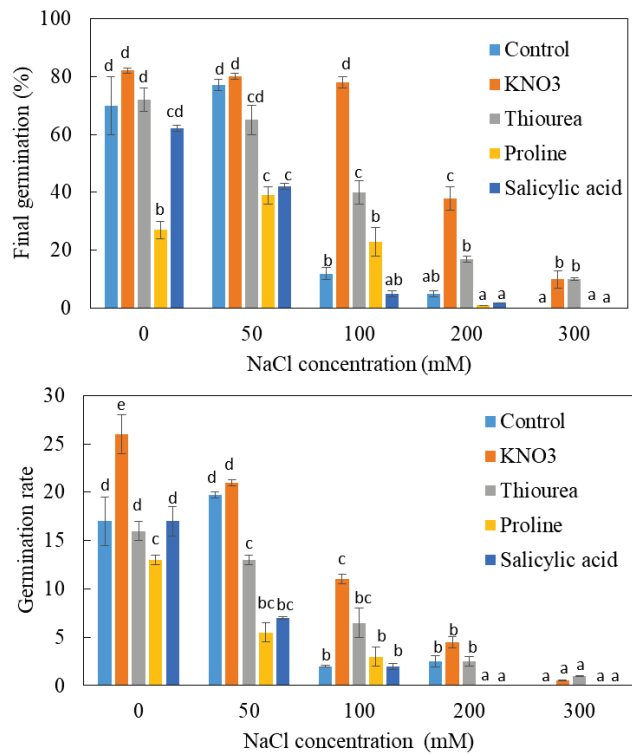 100
80
60
40
20
0
Final germination (%)
d d d b cd
d d cd c c
b d c c ab
ab c b a a
a b b a a
Control
KNO3
Thiourea
Proline
Salicylic acid
0 50 100 200 300
NaCl concentration (mM)
30
25
20
15
10
5
0
Germination rate
d e d c d
d d c bc bc
b c bc b b
b b b a a
a a a a a
Control
KNO3
Thiourea
Proline
Salicylic acid
0 50 100 200 300
NaCl concentration (mM)